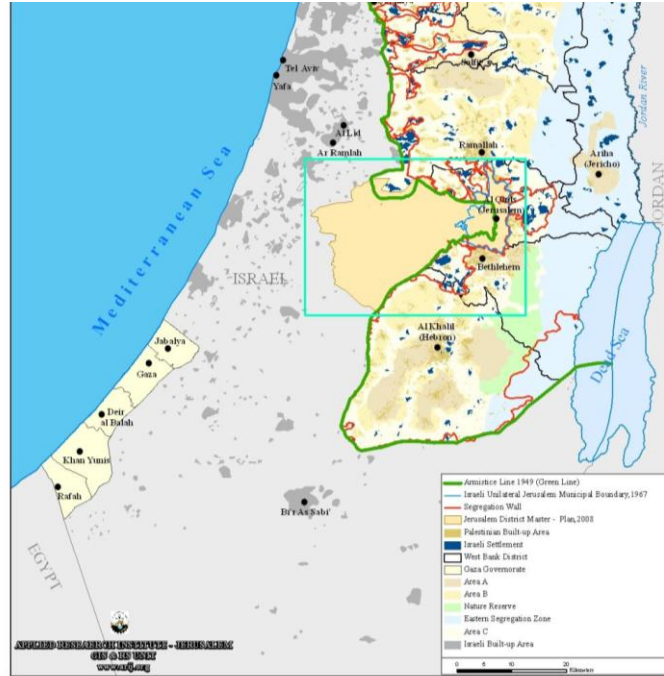 Tel Aviv
Yafa
Al Lid
Ar Ramlah
Salfit
Ramallah
Ariha
(Jericho)
Jordan River
JORDAN
Al Quds
(Jerusalem)
Bethlehem
Mediterranean Sea
ISRAEL
Al Khalil
(Hebron)
Dead Sea
Jabalya
Gaza
Deir
al Balah
Khan Yunis
Rafah
Bi'r As Sabi'
EGYPT
Armistice Line 1949 (Green Line)
Israeli Unilateral Jerusalem Municipal Boundary,1967
Segregation Wall
Jerusalem District Master - Plan,2008
Palestinian Built-up Area
Israeli Settlement
West Bank District
Gaza Governorate
Area A
Area B
Nature Reserve
Eastern Segregation Zone
Area C
Israeli Built-up Area
0 5 10 20
Kilometers
APPLIED RESEARCH INSTITUTE - JERUSALEM
GIS & RS UNIT
www.arij.org